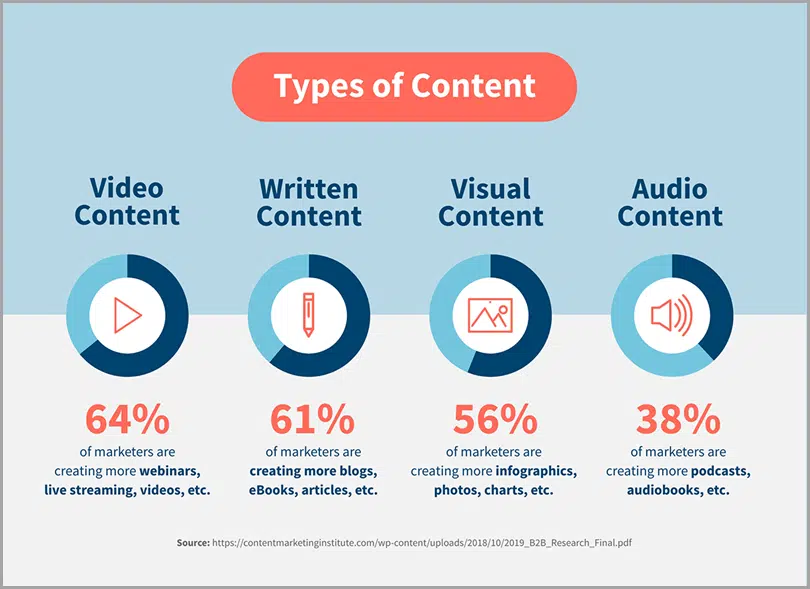 Types of Content
Video
Content
64%
of marketers are
creating more webinars,
live streaming, videos, etc.
Written
Content
61%
of marketers are
creating more blogs,
eBooks, articles, etc.
Visual
Content
56%
of marketers are
creating more infographics,
photos, charts, etc.
Audio
Content
38%
of marketers are
creating more podcasts,
audiobooks, etc.
Source: https://contentmarketinginstitute.com/wp-content/uploads/2018/10/2019_B2B_Research_Final.pdf